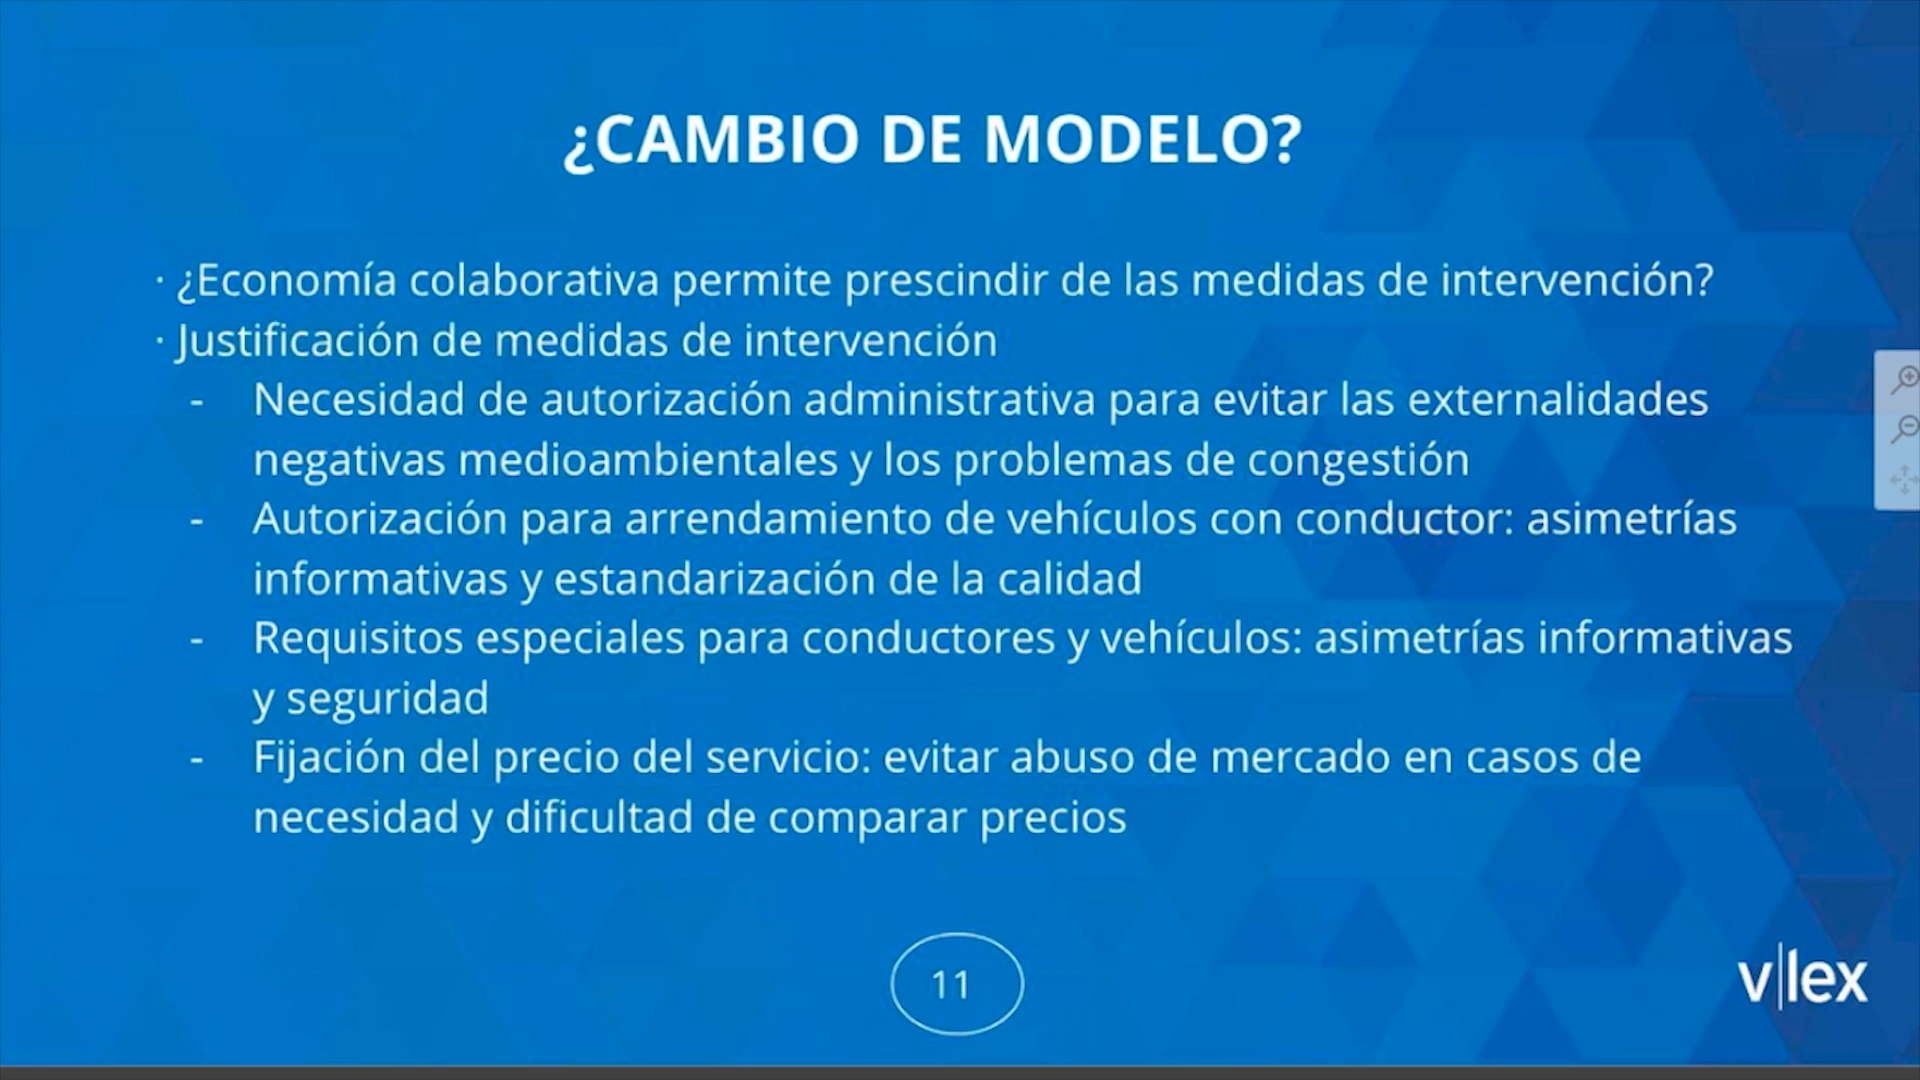 ¿CAMBIO DE MODELO?
· ¿Economía colaborativa permite prescindir de las medidas de intervención?
· Justificación de medidas de intervención
- Necesidad de autorización administrativa para evitar las externalidades
negativas medioambientales y los problemas de congestión
- Autorización para arrendamiento de vehículos con conductor: asimetrías
informativas y estandarización de la calidad
- Requisitos especiales para conductores y vehículos: asimetrías informativas
y seguridad
- Fijación del precio del servicio: evitar abuso de mercado en casos de
necesidad y dificultad de comparar precios
11
v|lex